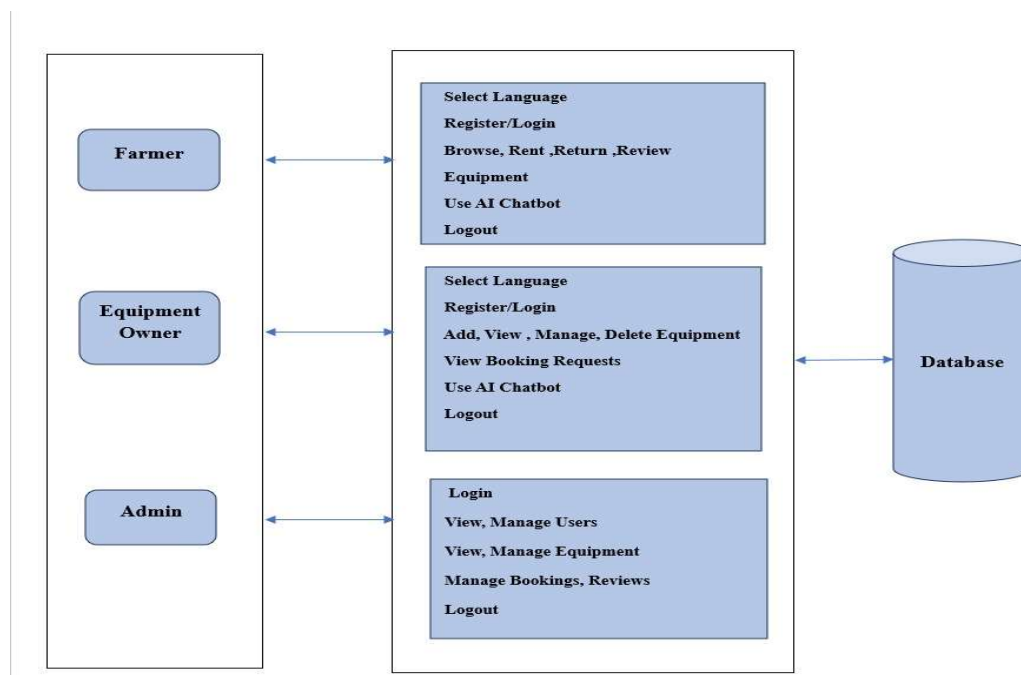 Farmer
Equipment
Owner
Admin
Select Language
Register/Login
Browse, Rent ,Return ,Review
Equipment
Use AI Chatbot
Logout
Select Language
Register/Login
Add, View , Manage, Delete Equipment
View Booking Requests
Use AI Chatbot
Logout
Login
View, Manage Users
View, Manage Equipment
Manage Bookings, Reviews
Logout
Database